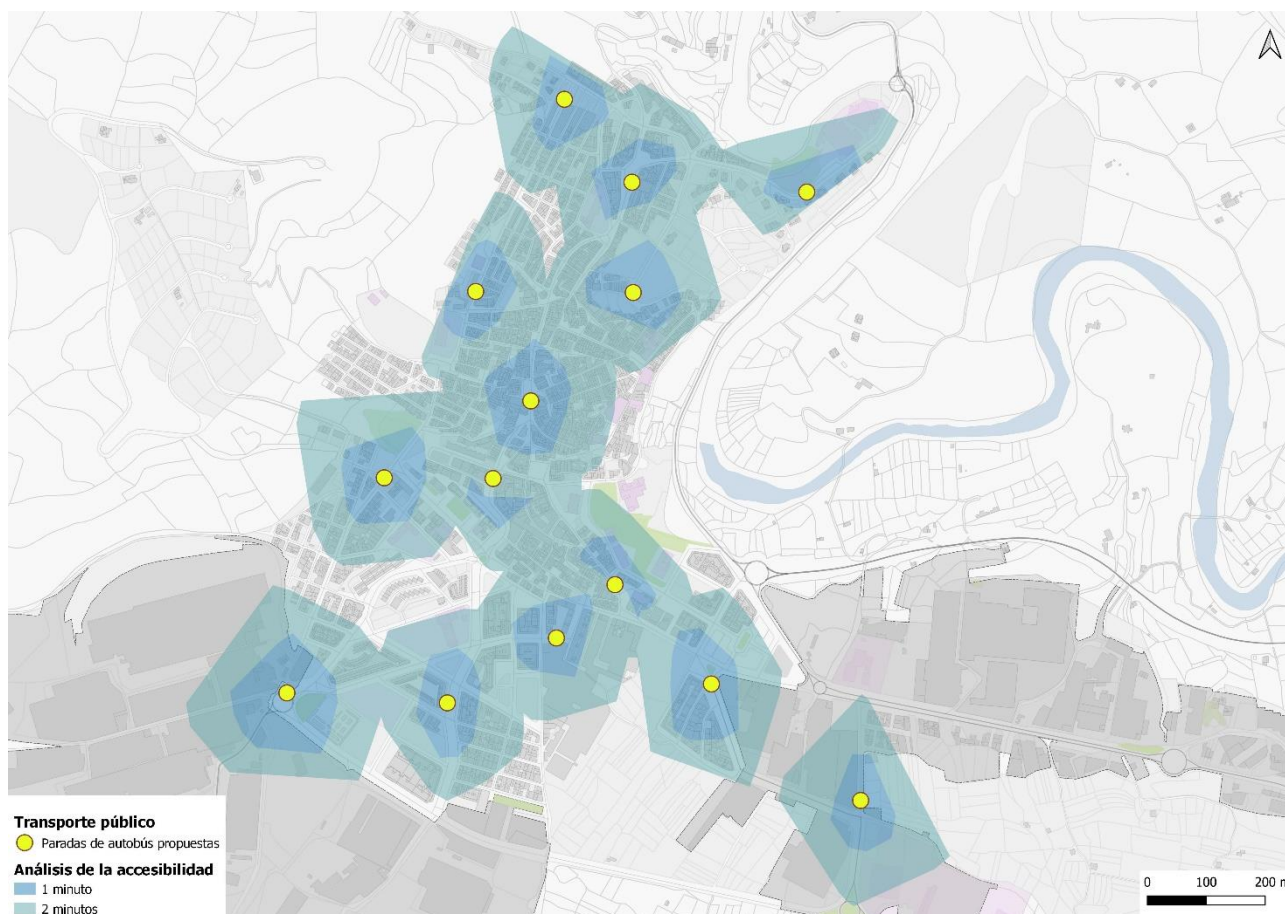 Transporte público
Paradas de autobús propuestas
Análisis de la accesibilidad
1 minuto
2 minutos
0 100 200 m